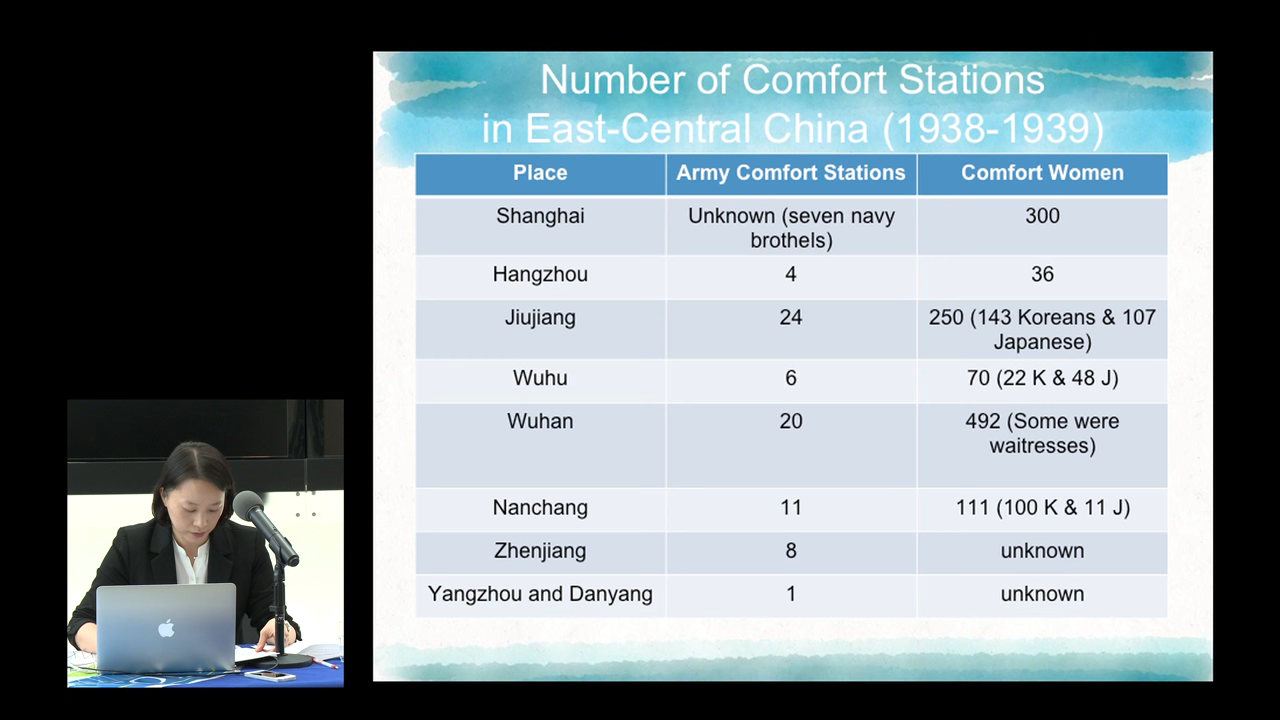 Number of Comfort Stations
in East-Central China (1938-1939)
Place Army Comfort Stations Comfort Women
Shanghai Unknown (seven navy brothels) 300
Hangzhou 4 36
Jiujiang 24 250 (143 Koreans & 107 Japanese)
Wuhu 6 70 (22 K & 48 J)
Wuhan 20 492 (Some were waitresses)
Nanchang 11 111 (100 K & 11 J)
Zhenjiang 8 unknown
Yangzhou and Danyang 1 unknown